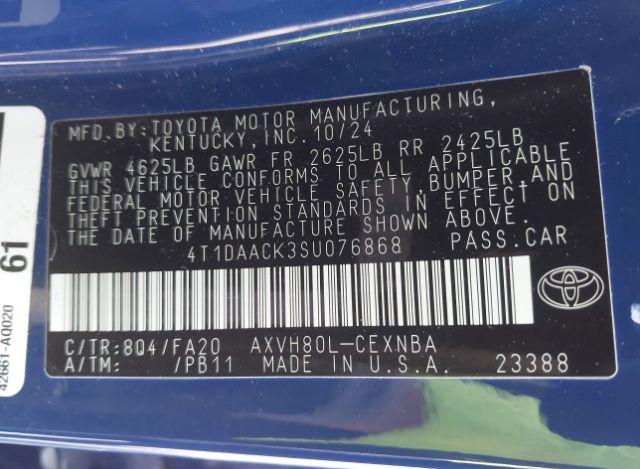 MFD.BY:TOYOTA MOTOR MANUFACTURING,
KENTUCKY, INC. 10/24
GVWR 4625LB GAWR FR 2625LB RR 2425LB
THIS VEHICLE CONFORMS TO ALL APPLICABLE
FEDERAL MOTOR VEHICLE SAFETY,BUMPER,AND
THEFT PREVENTION STANDARDS IN EFFECT ON
THE DATE OF MANUFACTURE SHOWN ABOVE.
4T1DAACK3SU076868 PASS.CAR
C/TR:8Q4/FA20 AXVH80L-CEXNBA
A/TM: /PB11 MADE IN U.S.A. 23388
61
42661-AQ020